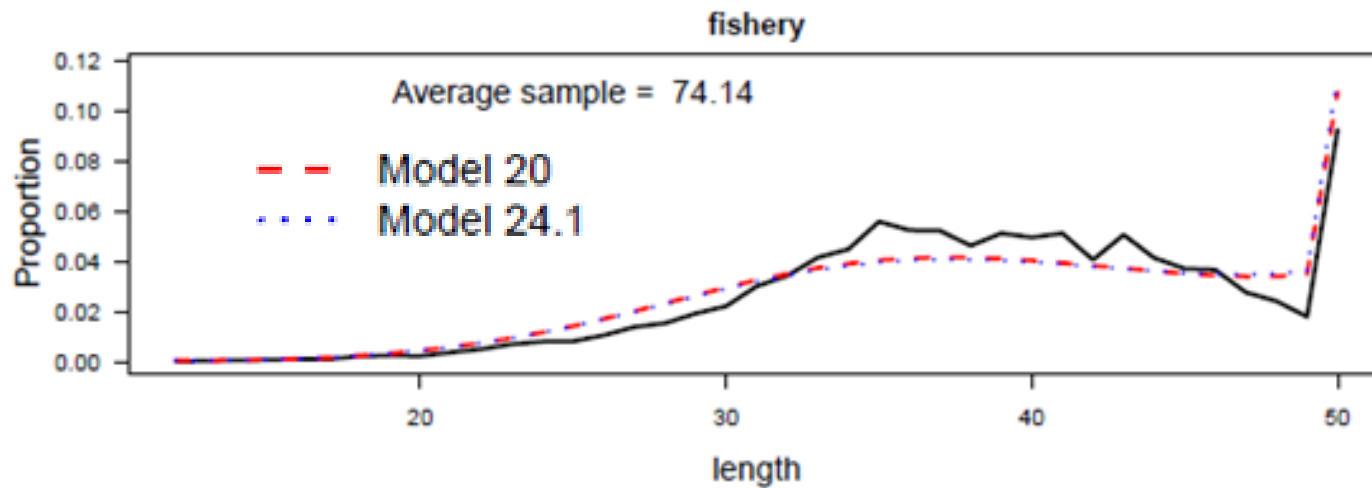 fishery
Average sample = 74.14
Model 20
Model 24.1
Proportion
0.12
0.10
0.08
0.06
0.04
0.02
0.00
20 30 40 50
length